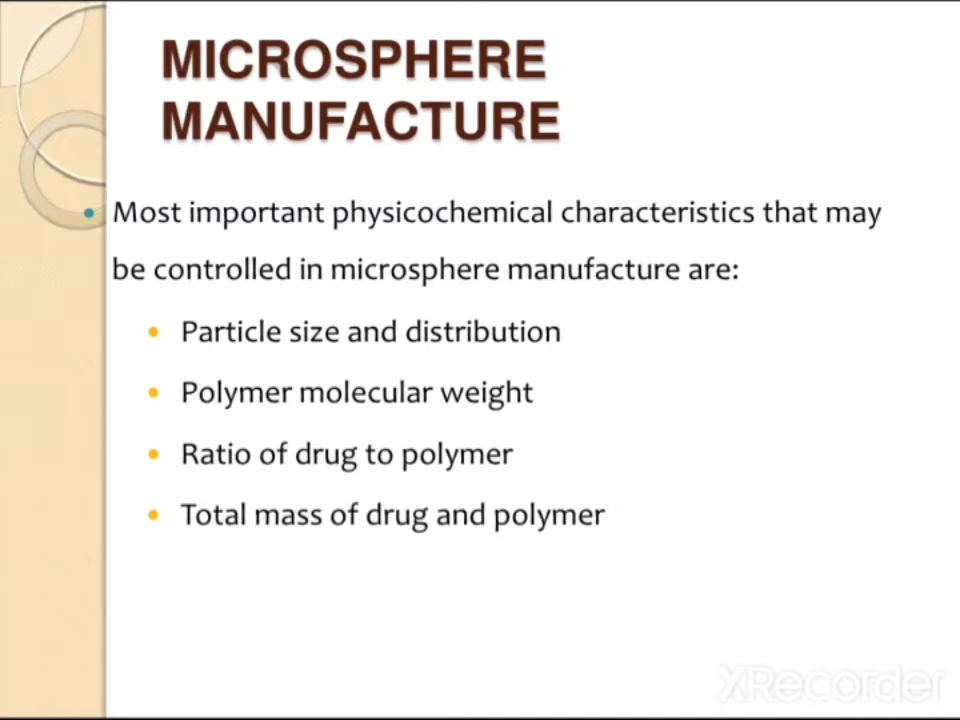 MICROSPHERE
MANUFACTURE
• Most important physicochemical characteristics that may
be controlled in microsphere manufacture are:
• Particle size and distribution
• Polymer molecular weight
• Ratio of drug to polymer
• Total mass of drug and polymer
XRecorder